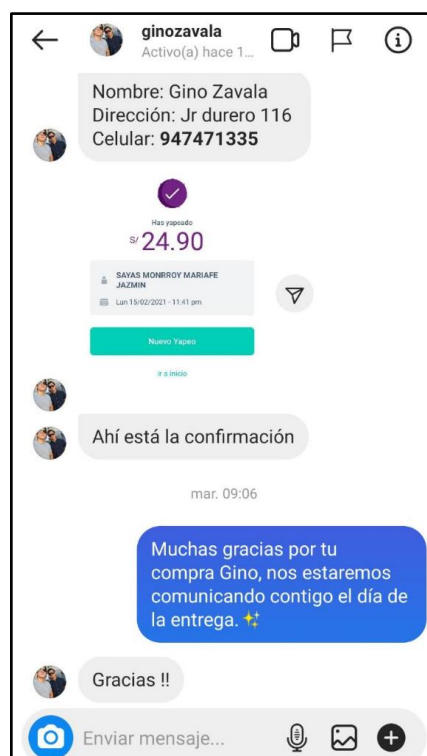 ginozavala
Activo(a) hace 1...
Nombre: Gino Zavala
Dirección: Jr durero 116
Celular: 947471335
Has yapeado
S/ 24.90
SAYAS MONRROY MARIAFE
JAZMIN
Lun 15/02/2021 - 11:41 pm
Nuevo Yapeo
Ir a inicio
Ahí está la confirmación
mar. 09:06
Muchas gracias por tu
compra Gino, nos estaremos
comunicando contigo el día de
la entrega.✨
Gracias !!
Enviar mensaje...